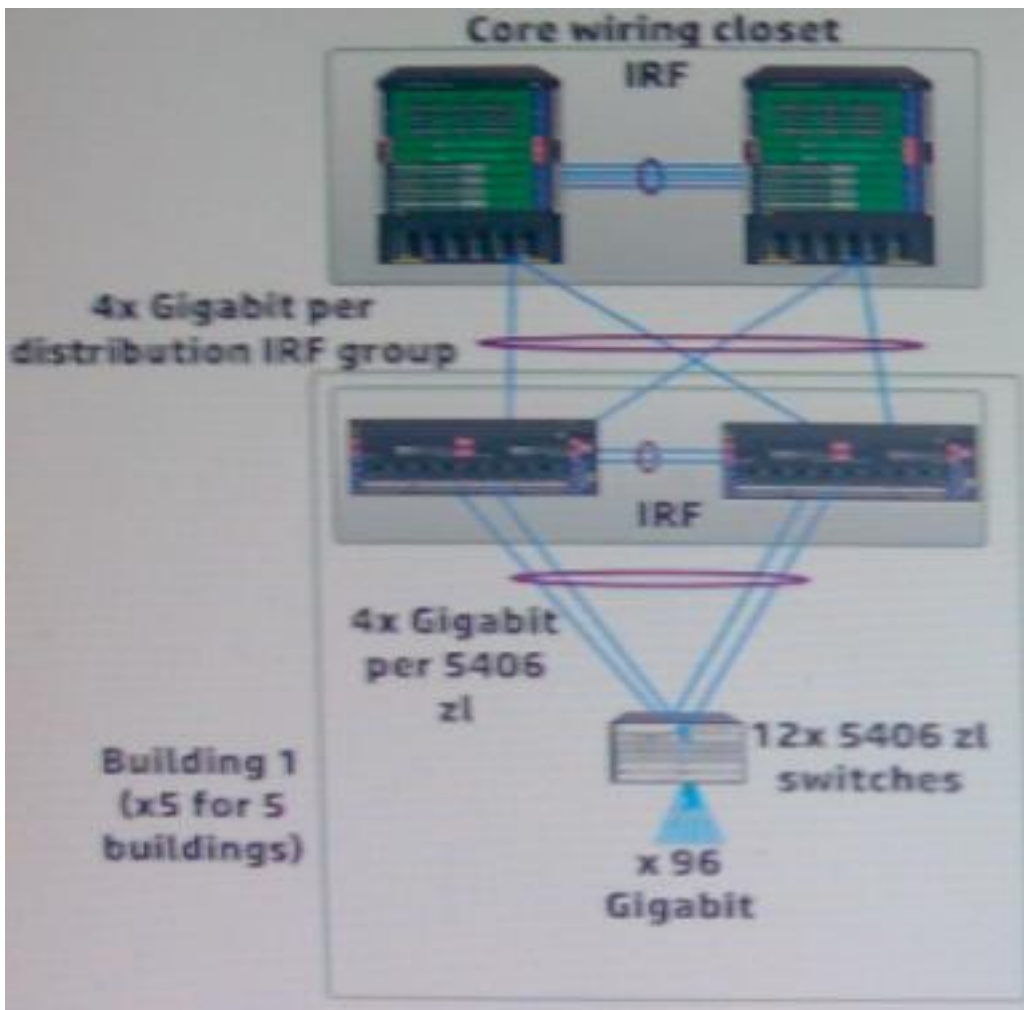 Core wiring closet
IRF
4x Gigabit per
distribution IRF group
IRF
4x Gigabit
per 5406
zl
12x 5406 zl
switches
Building 1
(x5 for 5
buildings)
x 96
Gigabit